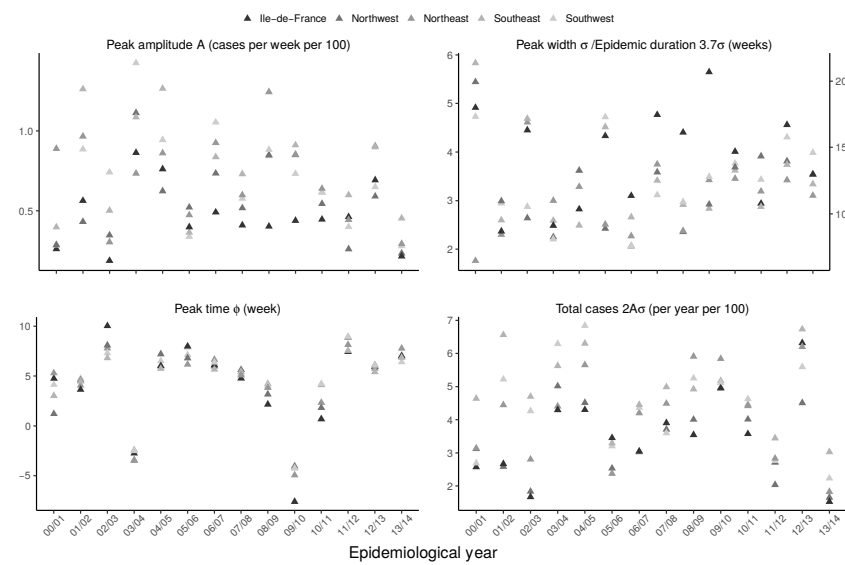 Ile−de−France Northwest Northeast Southeast Southwest
Peak amplitude A (cases per week per 100)
1.0
0.5
Peak width σ /Epidemic duration 3.7σ (weeks)
6
5
4
3
2
20
15
10
Peak time ϕ (week)
10
5
0
−5
Total cases 2Aσ (per year per 100)
7
6
5
4
3
2
00/01 01/02 02/03 03/04 04/05 05/06 06/07 07/08 08/09 09/10 10/11 11/12 12/13 13/14
00/01 01/02 02/03 03/04 04/05 05/06 06/07 07/08 08/09 09/10 10/11 11/12 12/13 13/14
Epidemiological year